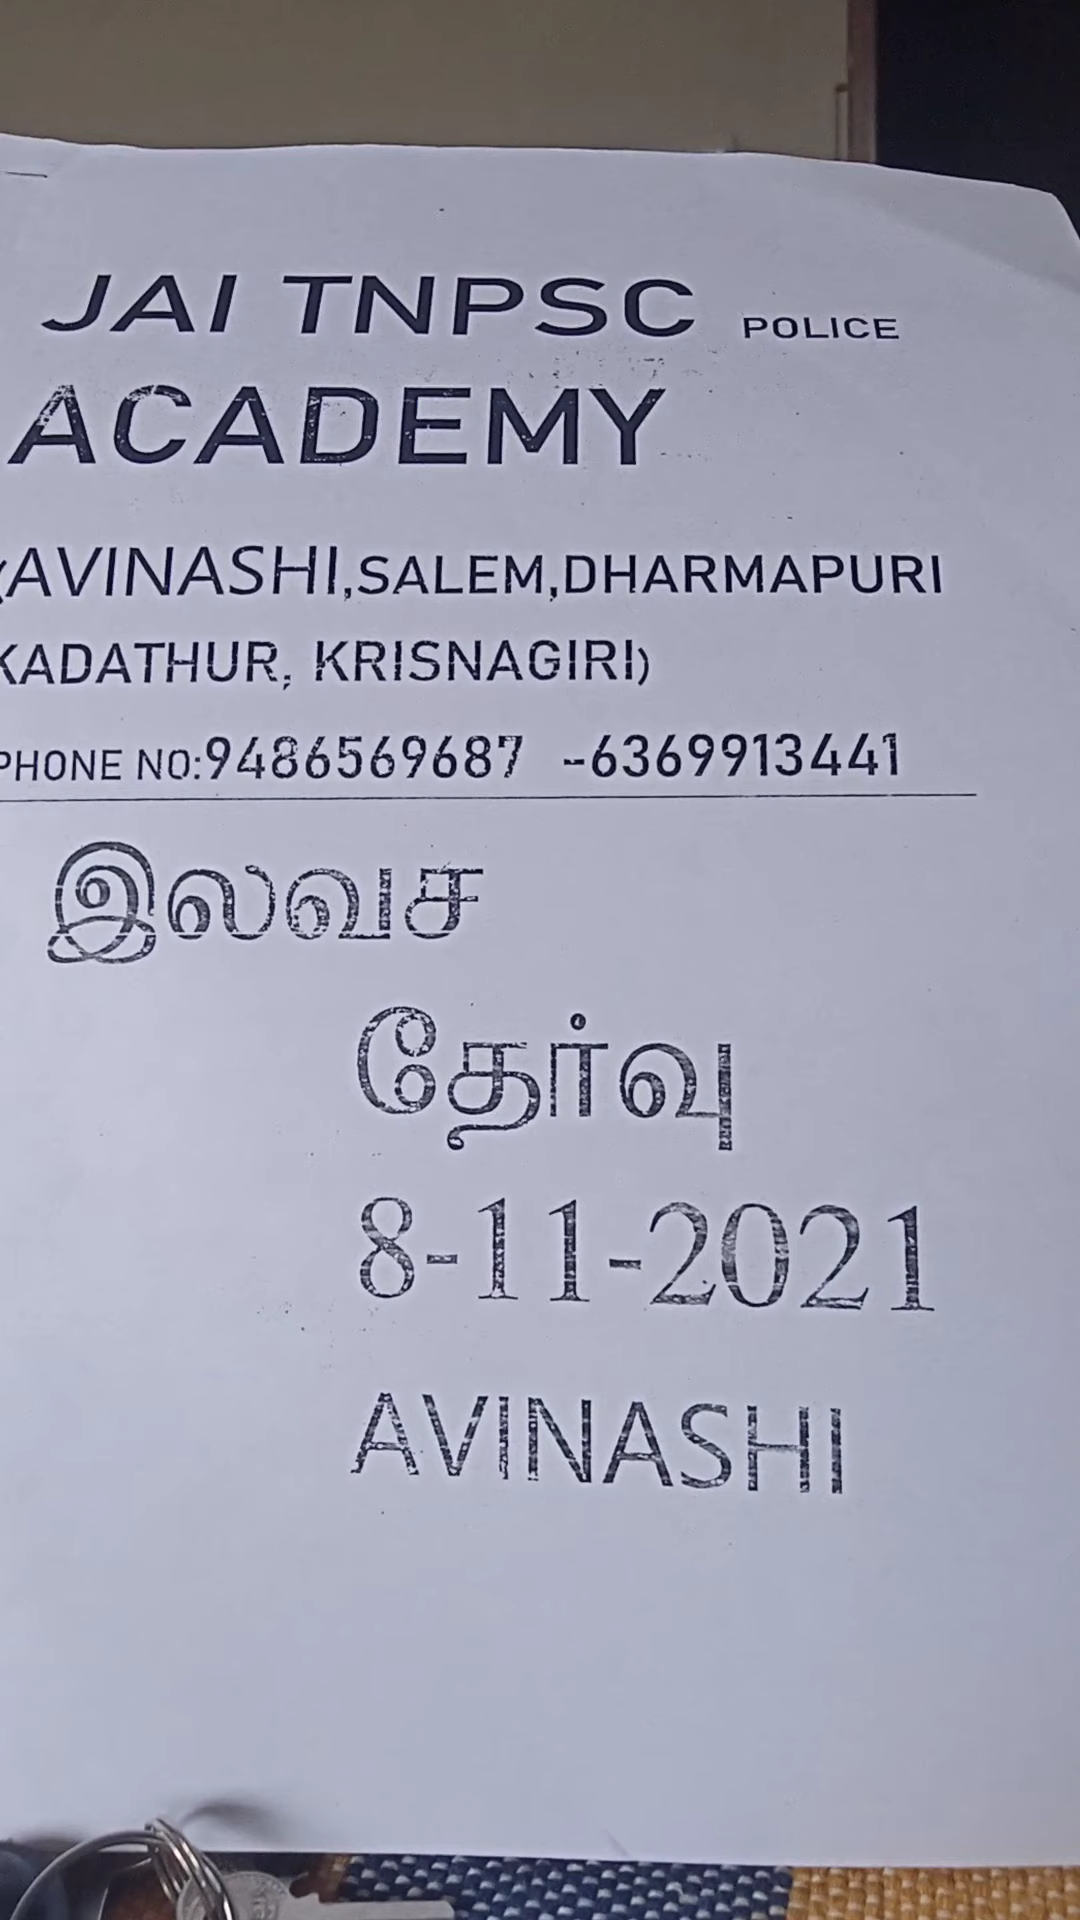 JAI TNPSC POLICE
ACADEMY
(AVINASHI,SALEM,DHARMAPURI
KADATHUR, KRISNAGIRI)
PHONE NO:9486569687 -6369913441
இலவச
தேர்வு
8-11-2021
AVINASHI